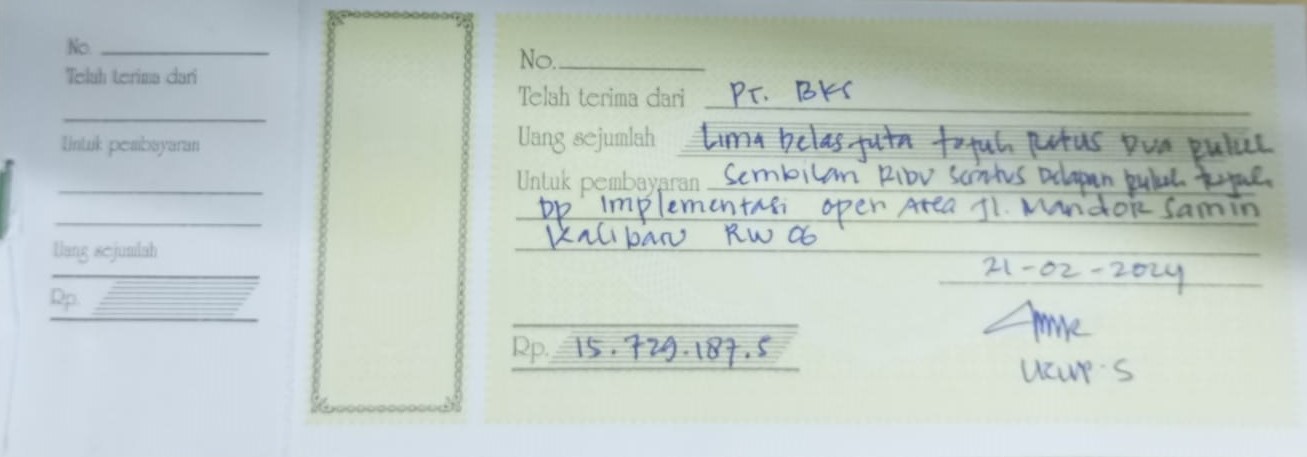 No.
Telah terima dari
Untuk pembayaran
Uang sejumlah
Rp.
No.
Telah terima dari PT. BKS
Uang sejumlah Lima belas juta tujuh Ratus Dua puluh
Untuk pembayaran Sembilan Ribu Seratus Delapan puluh tujuh
DP Implementasi open Area Jl. Mandor Samin
Kalibaru RW 06
21-02-2024
Rp. 15.729.187.5
UCUP.S